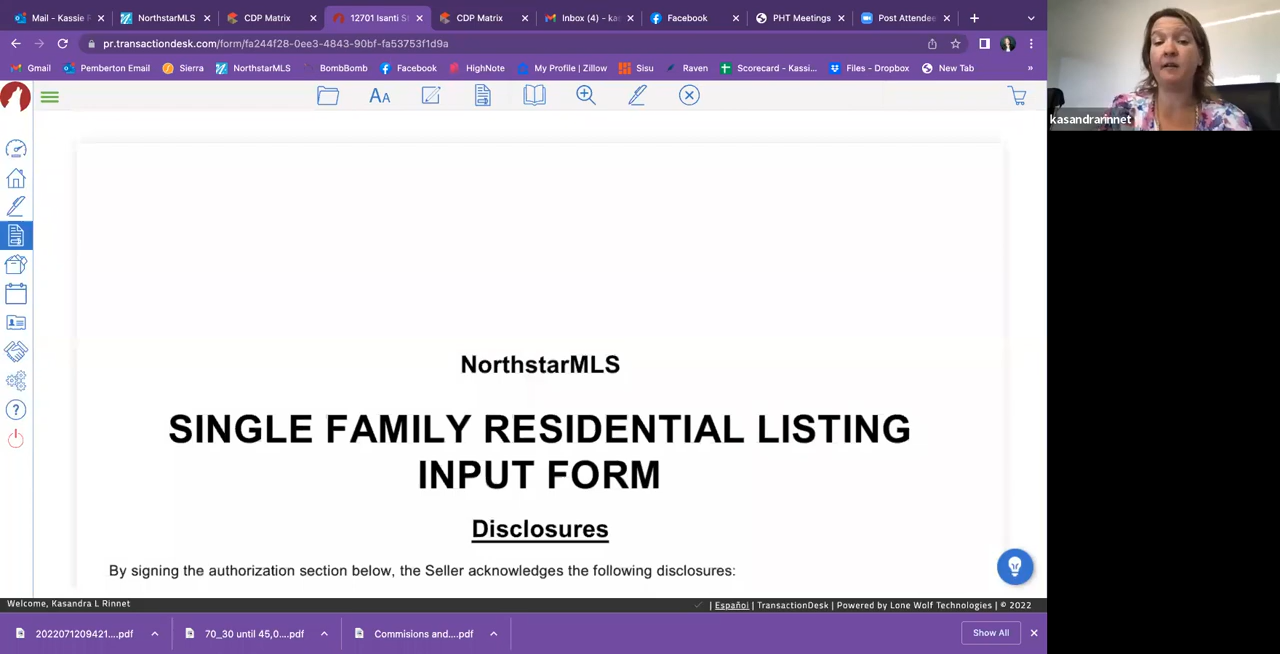 Mail - Kassie R
NorthstarMLS
CDP Matrix
12701 Isanti S
CDP Matrix
Inbox (4) - ka
Facebook
PHT Meetings
Post Attende
pr.transactiondesk.com/form/fa244f28-0ee3-4843-90bf-fa53753f1d9a
Gmail
Pemberton Email
Sierra
NorthstarMLS
BombBomb
Facebook
HighNote
My Profile | Zillow
Sisu
Raven
Scorecard - Kassi...
Files - Dropbox
New Tab
kasandrarinnet
NorthstarMLS
SINGLE FAMILY RESIDENTIAL LISTING
INPUT FORM
Disclosures
By signing the authorization section below, the Seller acknowledges the following disclosures:
Welcome, Kasandra L Rinnet
| Español | TransactionDesk | Powered by Lone Wolf Technologies | © 2022
2022071209421....pdf
70_30 until 45,0....pdf
Commisions and....pdf
Show All